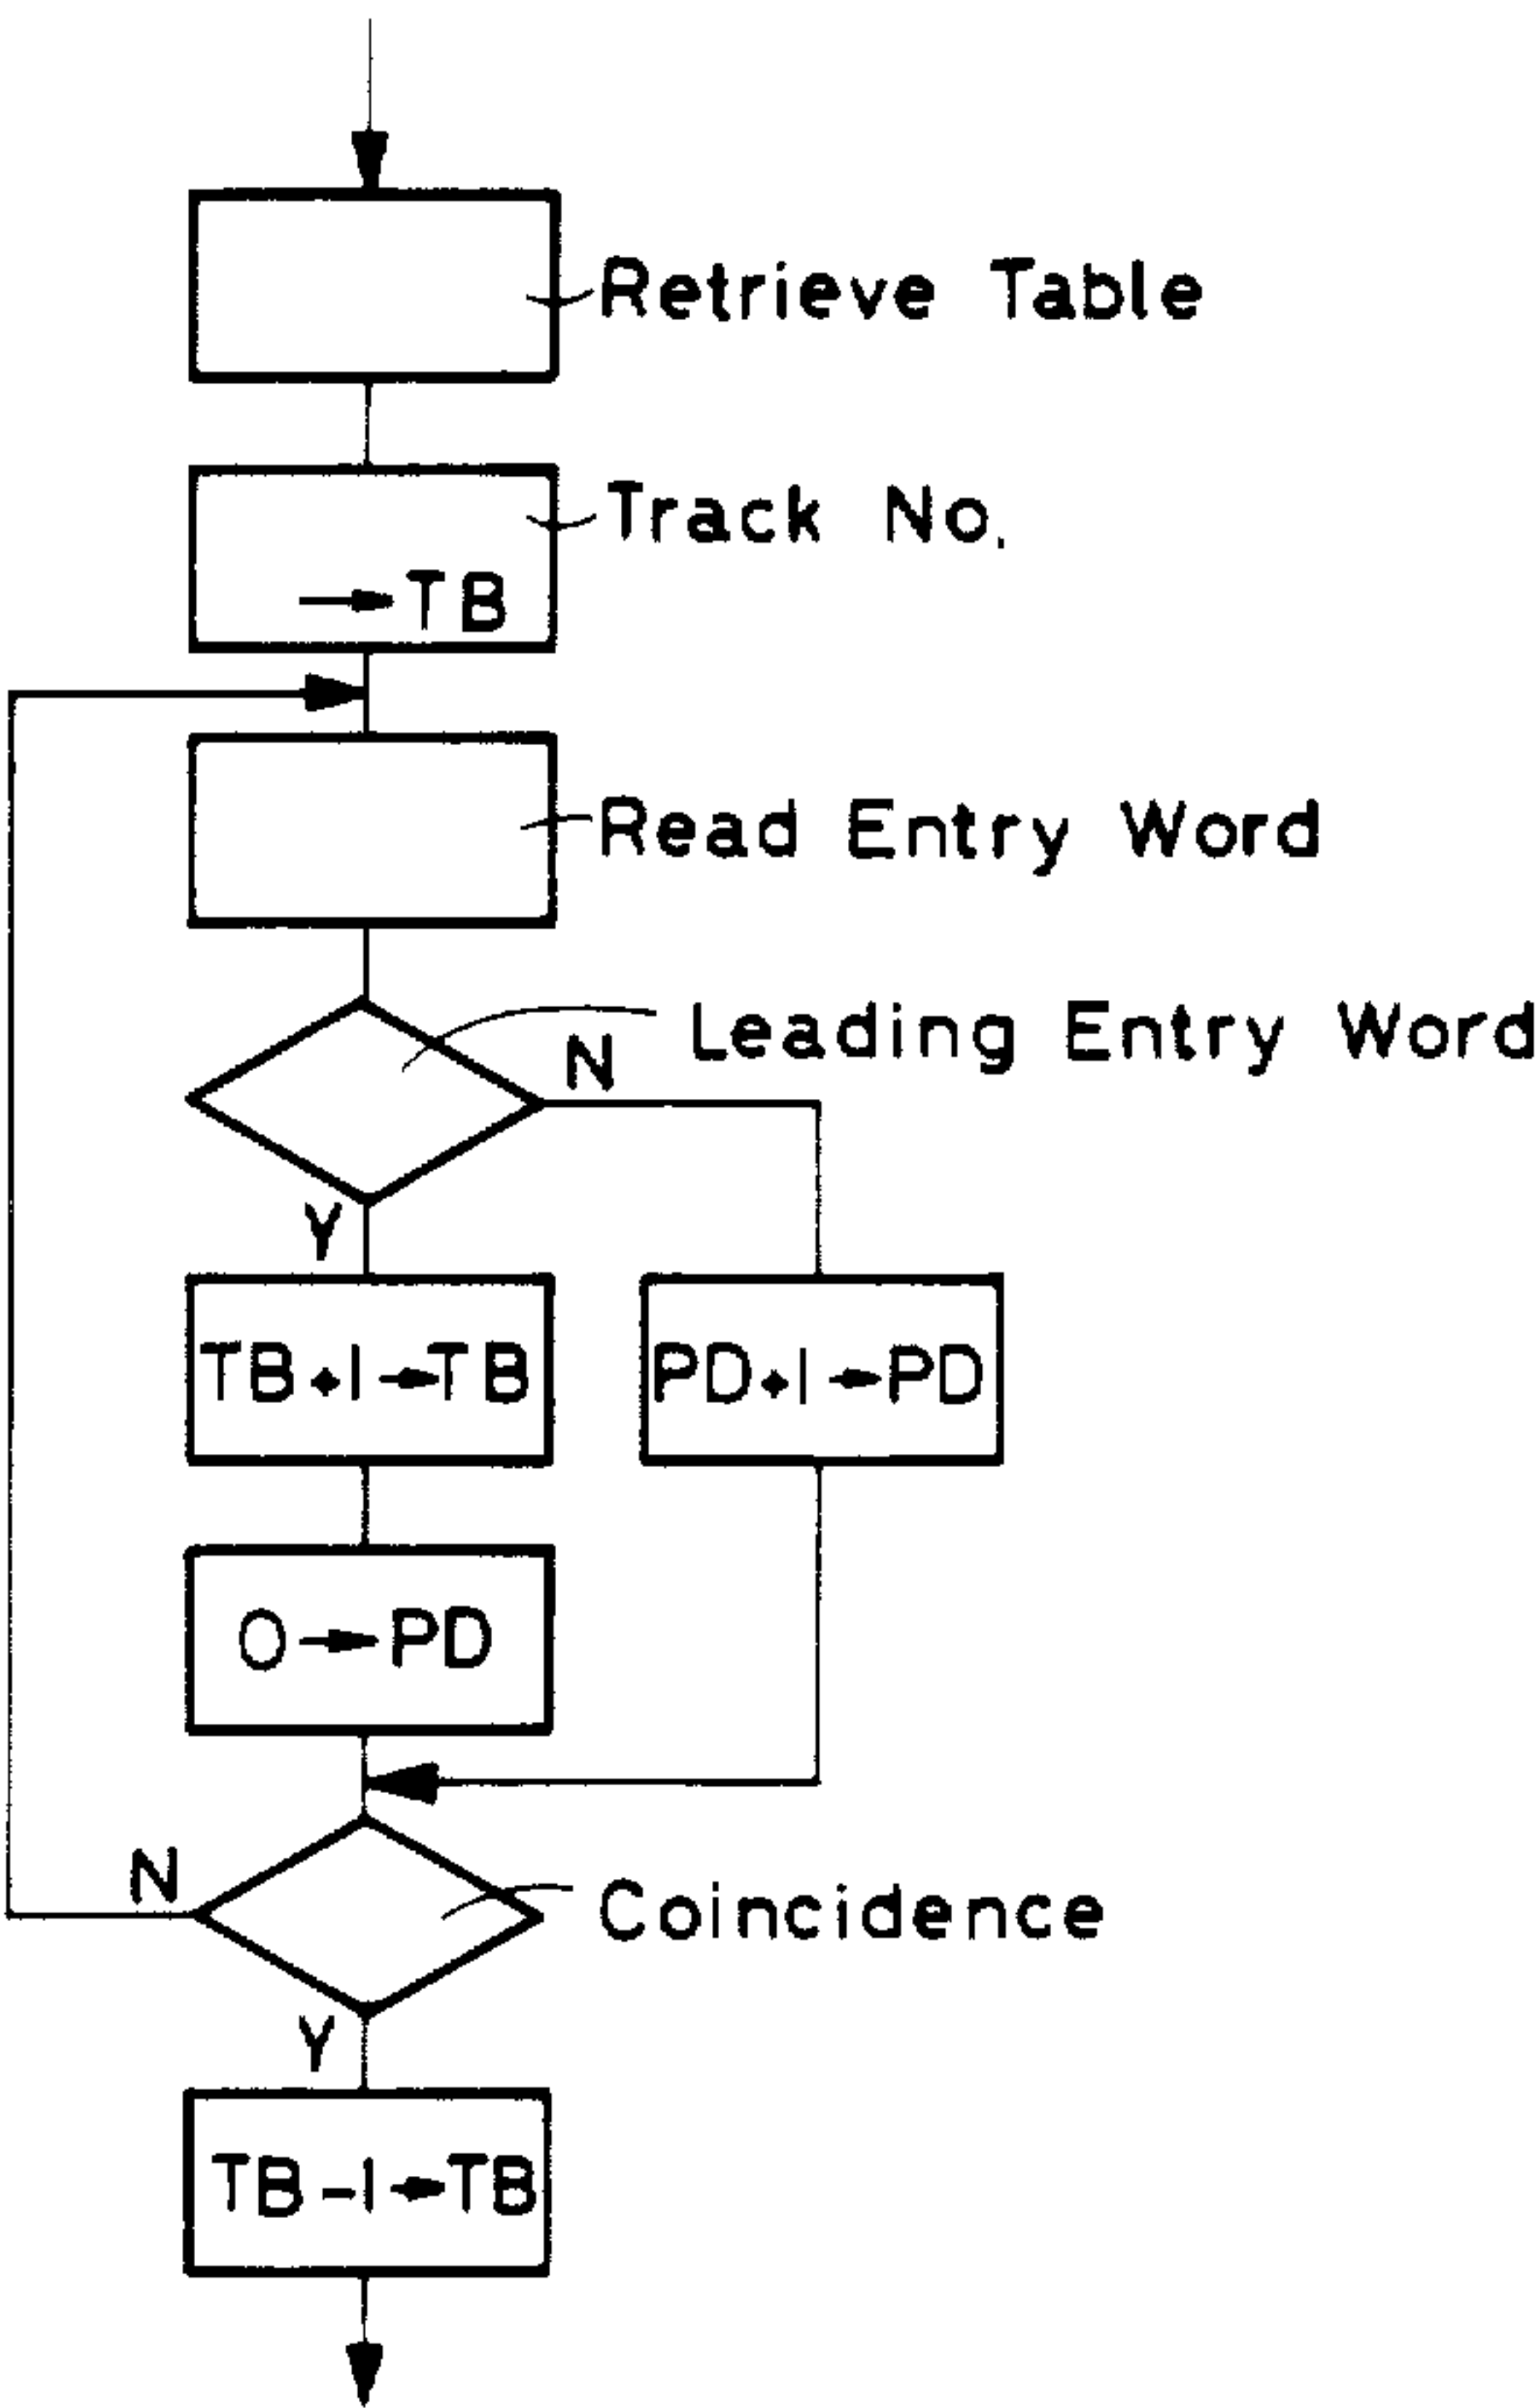 Retrieve Table
Track No.
→TB
Read Entry Word
Leading Entry Word
N
Y
TB+1→TB
PD+1→PD
0→PD
N
Coincidence
Y
TB-1→TB